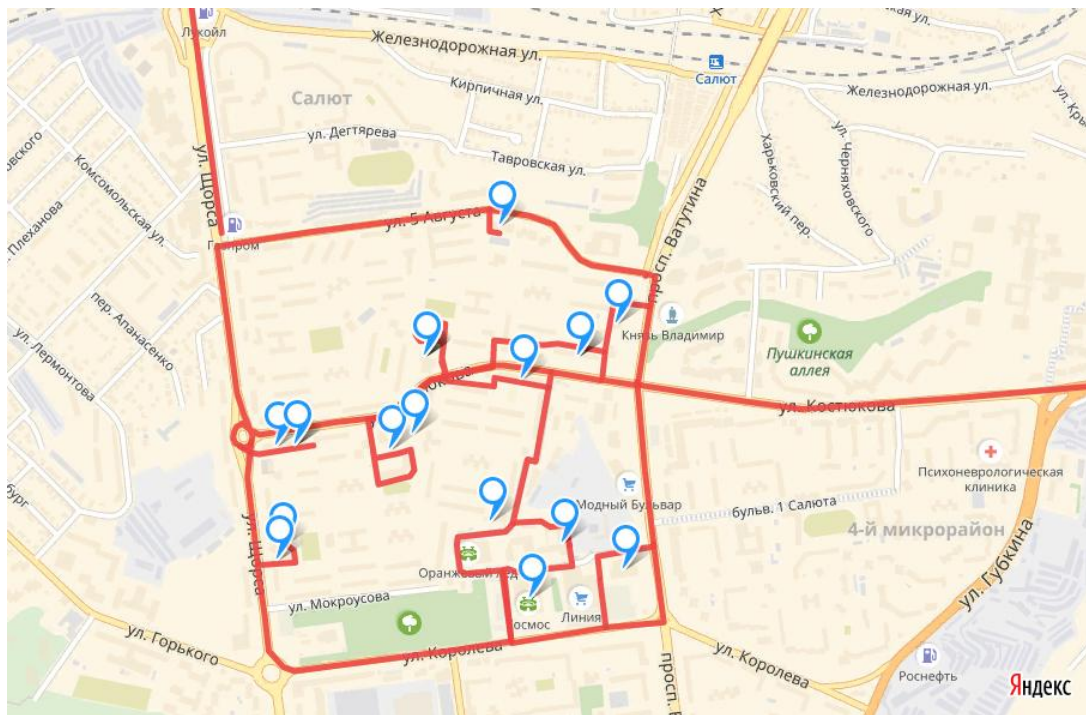 Лукойл
Железнодорожная ул.
Салют
Кирпичная ул.
Салют
Железнодорожная ул.
ул. Дегтярева
Тавровская ул.
Харьковский пер.
ул. Черняховского
Комсомольская ул.
Плеханова
ул. Щорса
ул. 5 Августа
просп. Ватутина
пер. Апанасенко
ул. Лермонтова
Князь Владимир
Пушкинская
аллея
ул. Костюкова
Психоневрологическая
клиника
Модный Бульвар
бульв. 1 Салюта
4-й микрорайон
ул. Щорса
ул. Губкина
ул. Мокроусова
Линия
ул. Горького
ул. Королева
ул. Королева
просп.
Роснефть
Яндекс